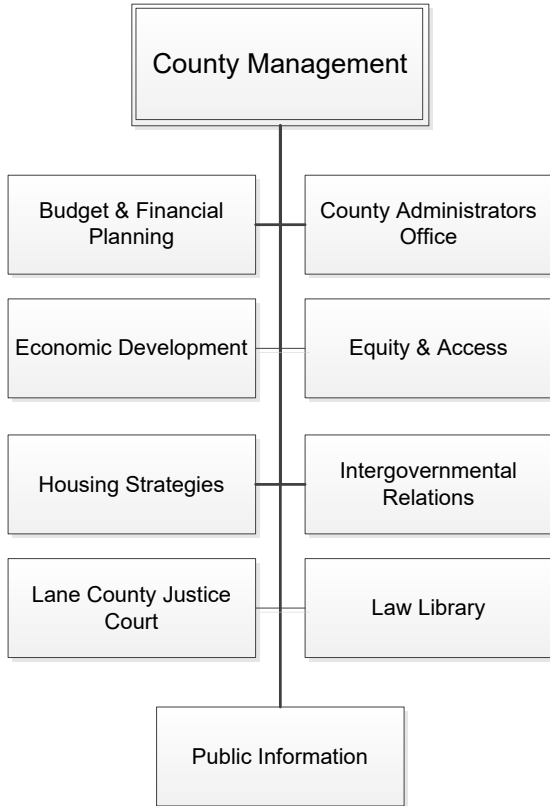 County Management
Budget & Financial
Planning
County Administrators
Office
Economic Development
Equity & Access
Housing Strategies
Intergovernmental
Relations
Lane County Justice
Court
Law Library
Public Information